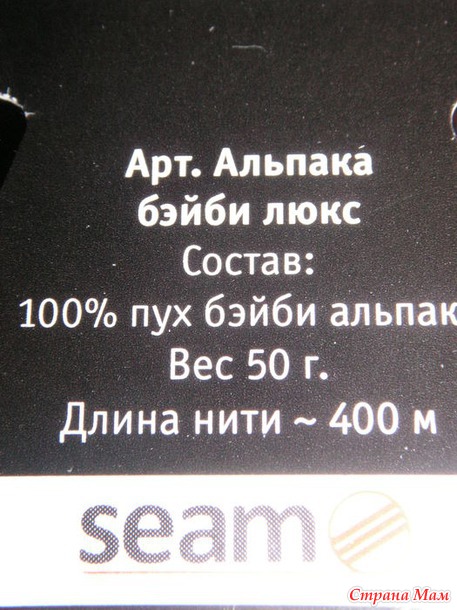 Арт. Альпака
бэйби люкс
Состав:
100% пух бэйби альпак
Вес 50 г.
Длина нити ~ 400 м
seam
Страна Мам